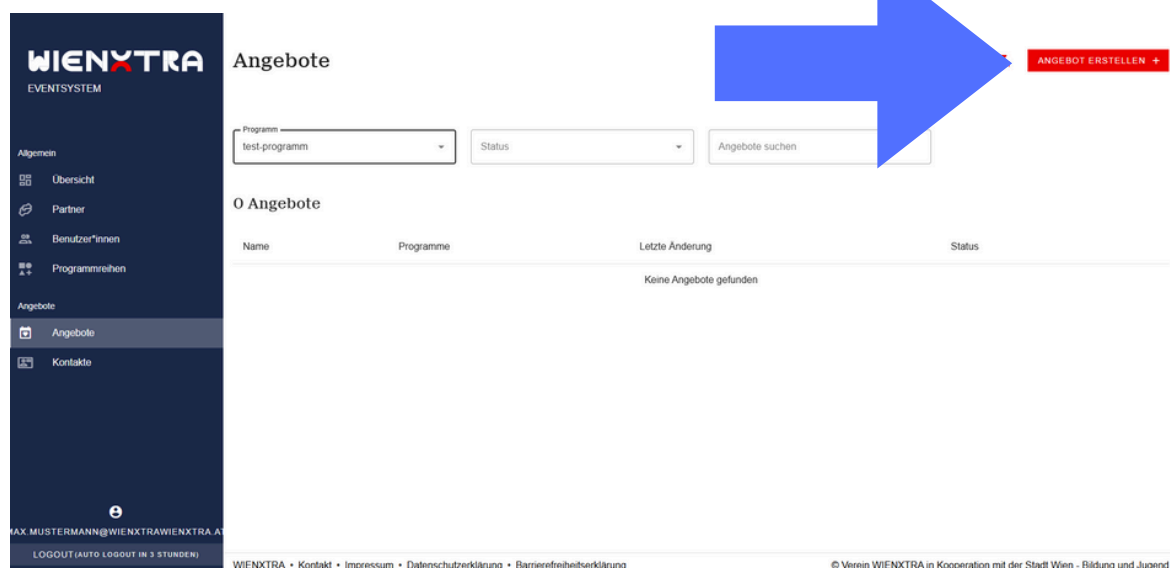 WIENXTRA
EVENTSYSTEM
Allgemein
Übersicht
Partner
Benutzer*innen
Programmreihen
Angebote
Angebote
Kontakte
MAX.MUSTERMANN@WIENXTRAWIENXTRA.AT
LOGOUT (AUTO LOGOUT IN 3 STUNDEN)
Angebote
ANGEBOT ERSTELLEN +
Programm
test-programm
Status
Angebote suchen
0 Angebote
Name Programme Letzte Änderung Status
Keine Angebote gefunden
WIENXTRA • Kontakt • Impressum • Datenschutzerklärung • Barrierefreiheitserklärung
© Verein WIENXTRA in Kooperation mit der Stadt Wien - Bildung und Jugend